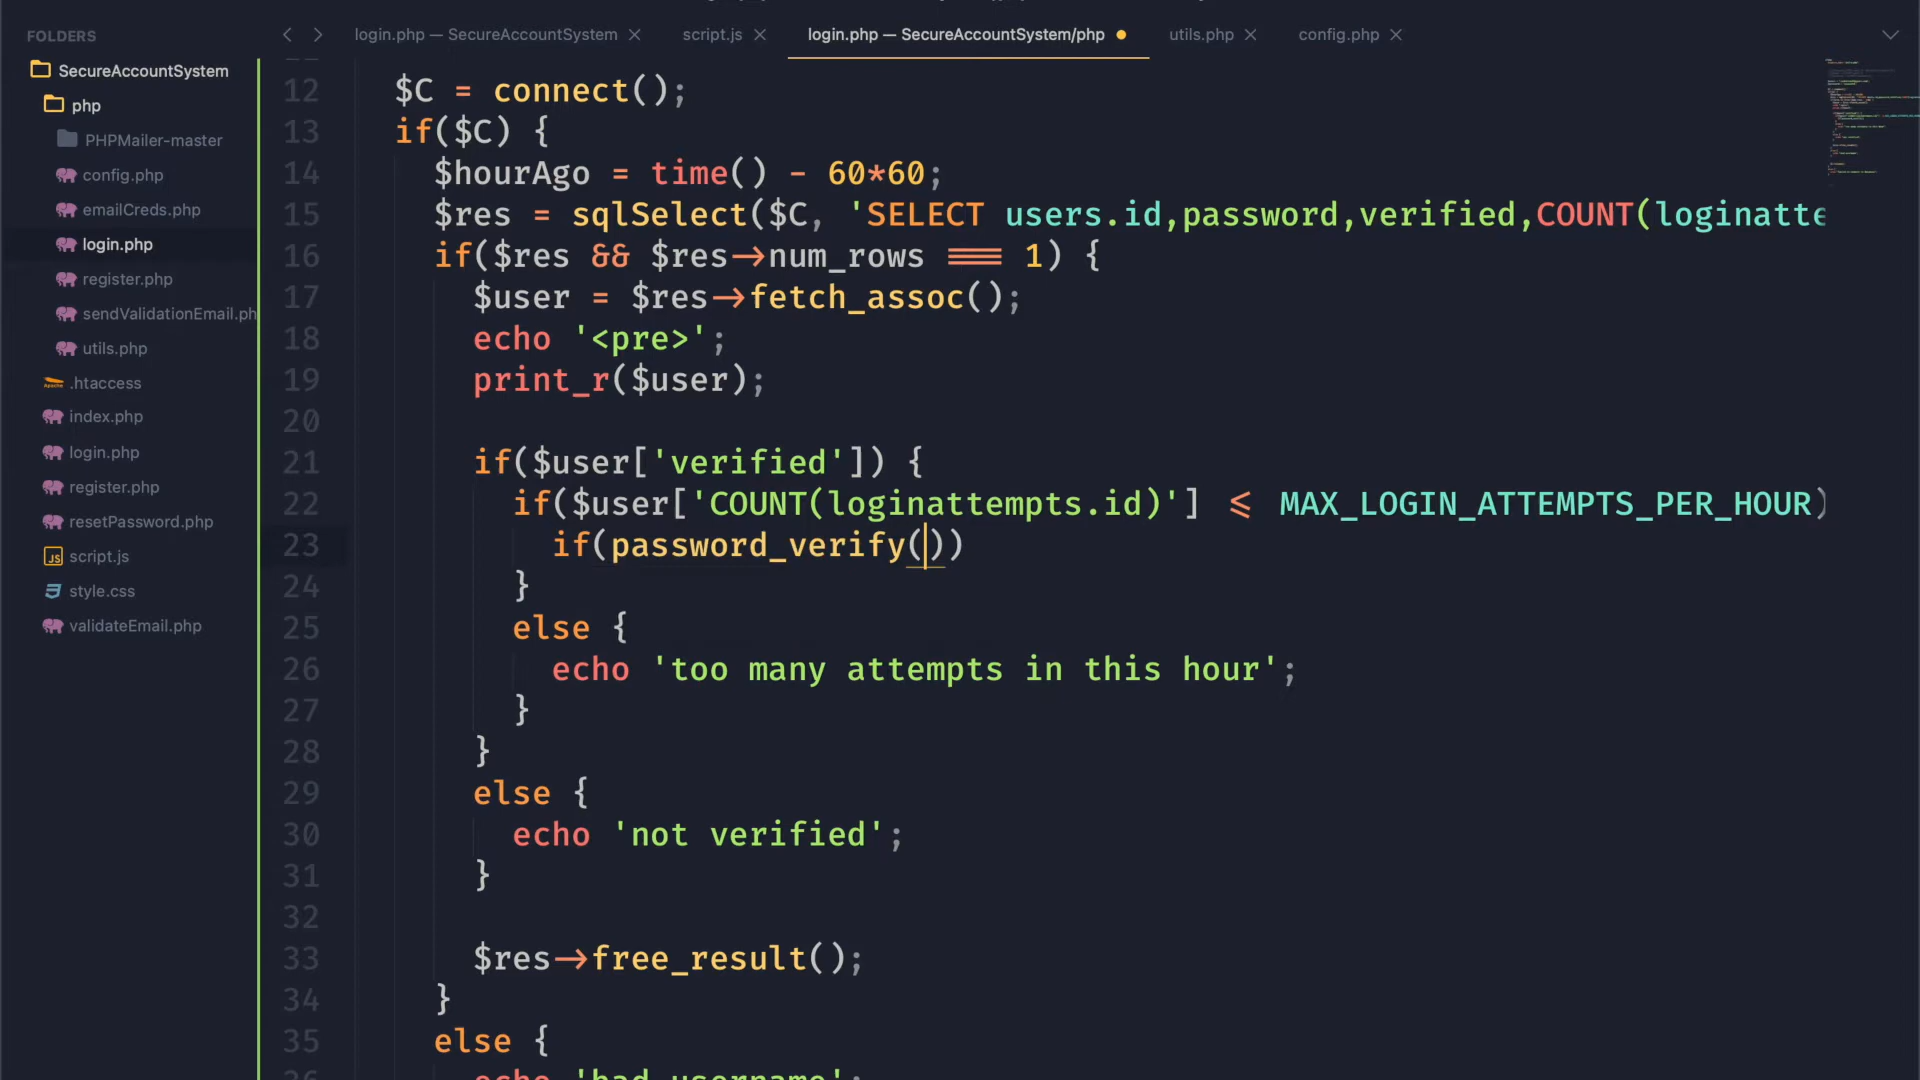 FOLDERS
SecureAccountSystem
php
PHPMailer-master
config.php
emailCreds.php
login.php
register.php
sendValidationEmail.ph
utils.php
.htaccess
index.php
login.php
register.php
resetPassword.php
script.js
style.css
validateEmail.php
login.php — SecureAccountSystem
script.js
login.php — SecureAccountSystem/php
utils.php
config.php
12 $C = connect();
13 if($C) {
14 $hourAgo = time() - 60*60;
15 $res = sqlSelect($C, 'SELECT users.id,password,verified,COUNT(loginatte
16 if($res && $res->num_rows === 1) {
17 $user = $res->fetch_assoc();
18 echo '<pre>';
19 print_r($user);
20
21 if($user['verified']) {
22 if($user['COUNT(loginattempts.id)'] <= MAX_LOGIN_ATTEMPTS_PER_HOUR)
23 if(password_verify())
24 }
25 else {
26 echo 'too many attempts in this hour';
27 }
28 }
29 else {
30 echo 'not verified';
31 }
32
33 $res->free_result();
34 }
35 else {
echo 'bad username';